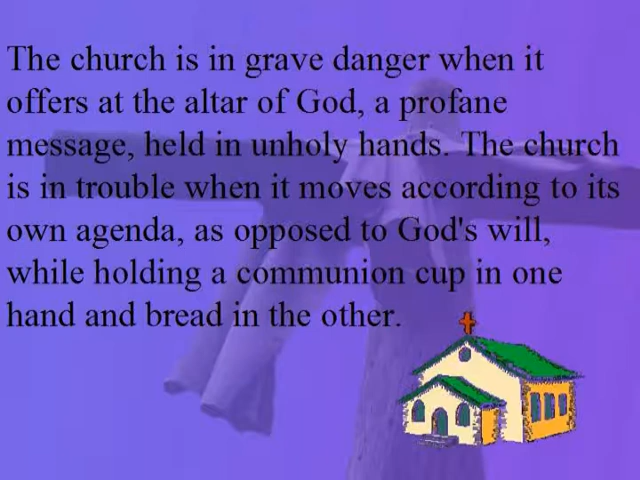 The church is in grave danger when it
offers at the altar of God, a profane
message, held in unholy hands. The church
is in trouble when it moves according to its
own agenda, as opposed to God's will,
while holding a communion cup in one
hand and bread in the other.